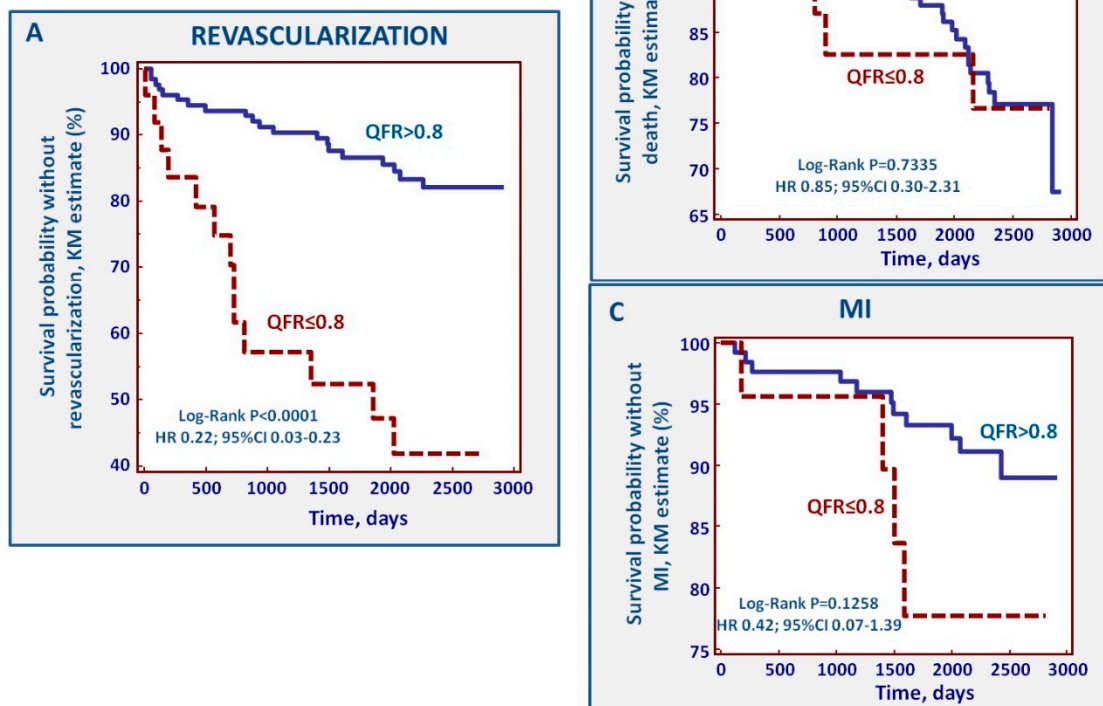 A
REVASCULARIZATION
Survival probability without
revascularization, KM estimate (%)
100
90
80
70
60
50
40
QFR>0.8
QFR≤0.8
Log-Rank P<0.0001
HR 0.22; 95%CI 0.03-0.23
0 500 1000 1500 2000 2500 3000
Time, days
Survival probability
death, KM estima
85
80
75
70
65
QFR≤0.8
Log-Rank P=0.7335
HR 0.85; 95%CI 0.30-2.31
0 500 1000 1500 2000 2500 3000
Time, days
C
MI
Survival probability without
MI, KM estimate (%)
100
95
90
85
80
75
QFR>0.8
QFR≤0.8
Log-Rank P=0.1258
HR 0.42; 95%CI 0.07-1.39
0 500 1000 1500 2000 2500 3000
Time, days